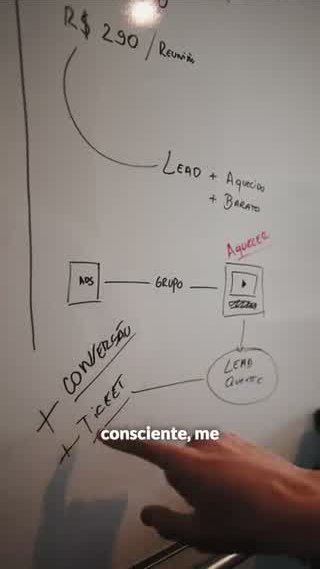 R$ 290 / REUNIÃO
LEAD + AQUECIDO
+ BARATO
AQUECER
ADS
GRUPO
LEAD
QUENTE
+ CONVERSÃO
+ TICKET
consciente, me